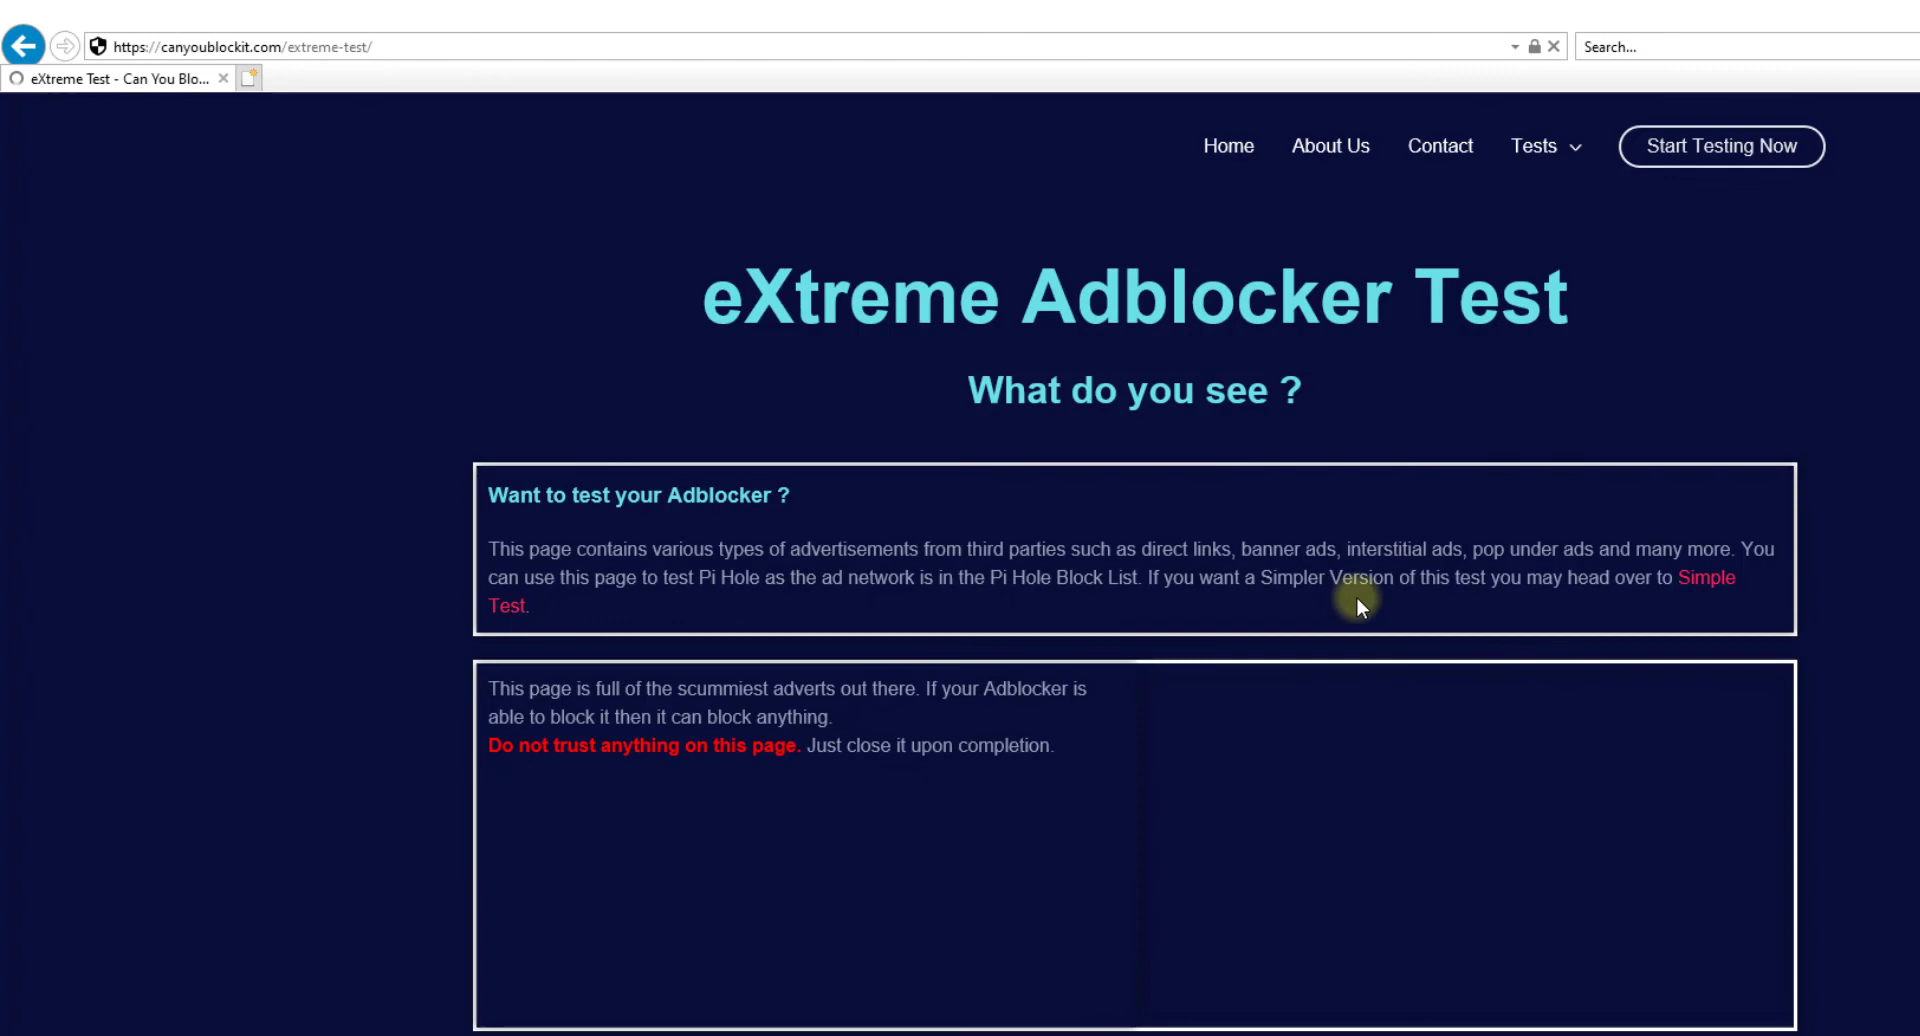 https://canyoublockit.com/extreme-test/
Search...
eXtreme Test - Can You Blo...
Home About Us Contact Tests Start Testing Now
eXtreme Adblocker Test
What do you see ?
Want to test your Adblocker ?
This page contains various types of advertisements from third parties such as direct links, banner ads, interstitial ads, pop under ads and many more. You
can use this page to test Pi Hole as the ad network is in the Pi Hole Block List. If you want a Simpler Version of this test you may head over to Simple
Test.
This page is full of the scummiest adverts out there. If your Adblocker is
able to block it then it can block anything.
Do not trust anything on this page. Just close it upon completion.